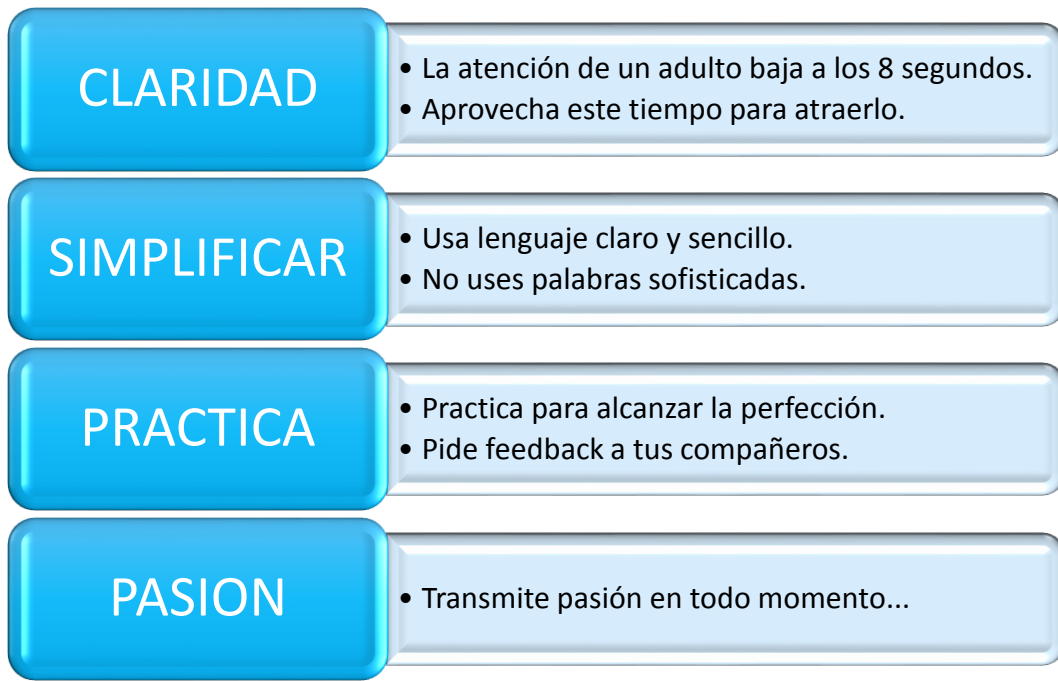 CLARIDAD
• La atención de un adulto baja a los 8 segundos.
• Aprovecha este tiempo para atraerlo.
SIMPLIFICAR
• Usa lenguaje claro y sencillo.
• No uses palabras sofisticadas.
PRACTICA
• Practica para alcanzar la perfección.
• Pide feedback a tus compañeros.
PASION
• Transmite pasión en todo momento...